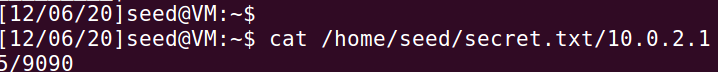 [12/06/20]seed@VM:~$
[12/06/20]seed@VM:~$ cat /home/seed/secret.txt/10.0.2.1
5/9090